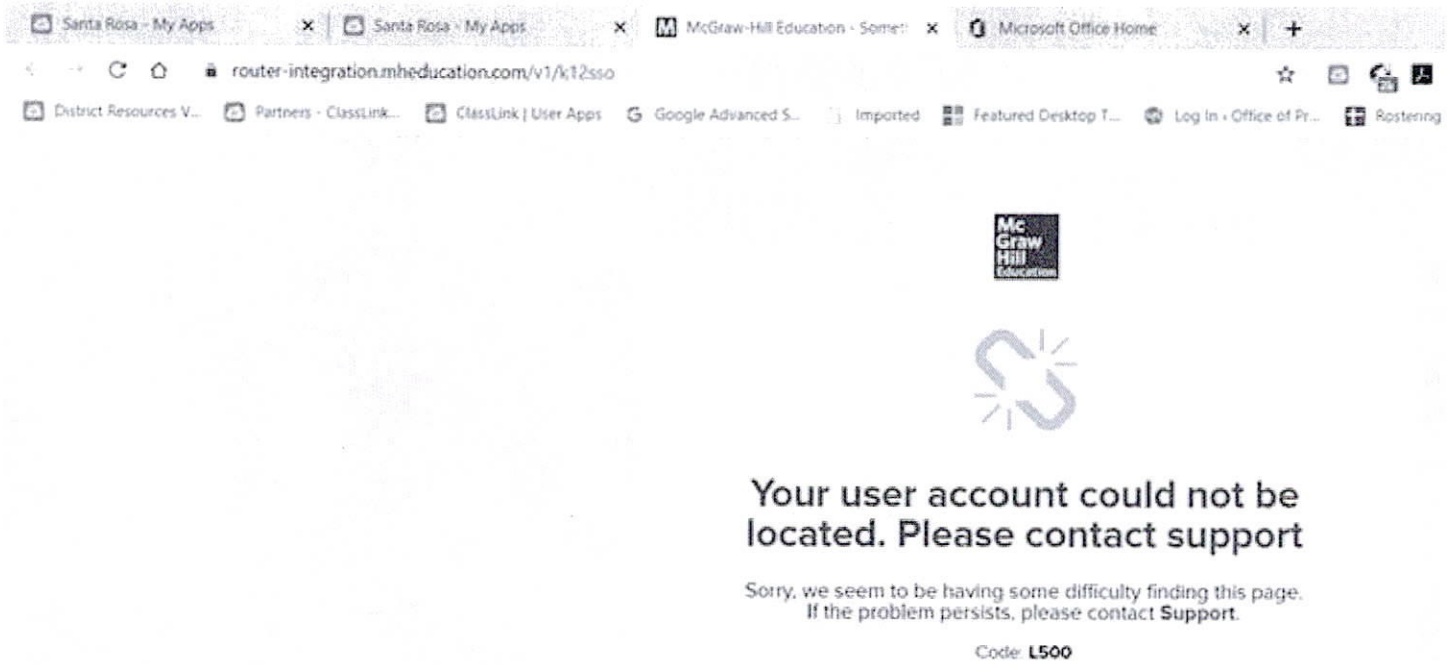 Santa Rosa - My Apps
Santa Rosa - My Apps
McGraw-Hill Education - Somet
Microsoft Office Home
router-integration.mheducation.com/v1/k12sso
District Resources V...
Partners - ClassLink...
ClassLink | User Apps
Google Advanced S...
Imported
Featured Desktop T...
Log In ‹ Office of Pr...
Rostering
Mc
Graw
Hill
Education
Your user account could not be
located. Please contact support
Sorry, we seem to be having some difficulty finding this page.
If the problem persists, please contact Support.
Code: L500